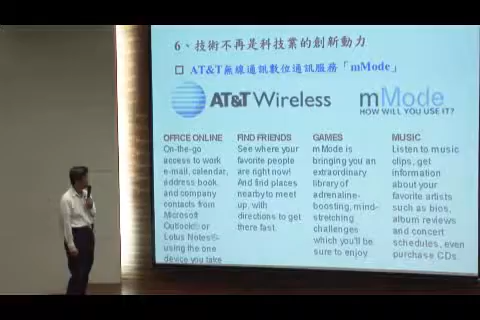 6、技術不再是科技業的創新動力
□ AT&T無線通訊數位通訊服務「mMode」
AT&T Wireless
mMode
HOW WILL YOU USE IT?
OFFICE ONLINE
On-the-go
access to work
e-mail, calendar,
address book,
and company
contacts from
Microsoft
Outlook® or
Lotus Notes®-
using the one
device you take
FIND FRIENDS
See where your
favorite people
are right now!
And find places
nearby to meet
up, with
directions to get
there fast.
GAMES
mMode is
bringing you an
extraordinary
library of
adrenaline-
boosting, mind-
stretching
challenges
which you'll be
sure to enjoy.
MUSIC
Listen to music
clips, get
information
about your
favorite artists
such as bios,
album reviews
and concert
schedules, even
purchase CDs.